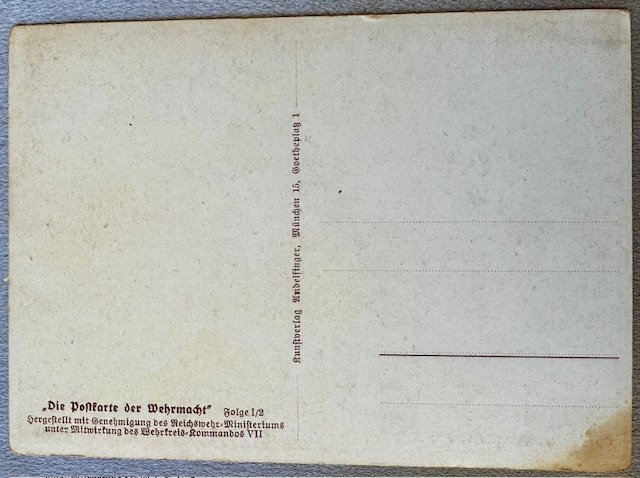 „Die Postkarte der Wehrmacht“ Folge I/2
Hergestellt mit Genehmigung des Reichswehr-Ministeriums
unter Mitwirkung des Wehrkreis-Kommandos VII
Kunstverlag Andelfinger, München 15, Goetheplatz 1